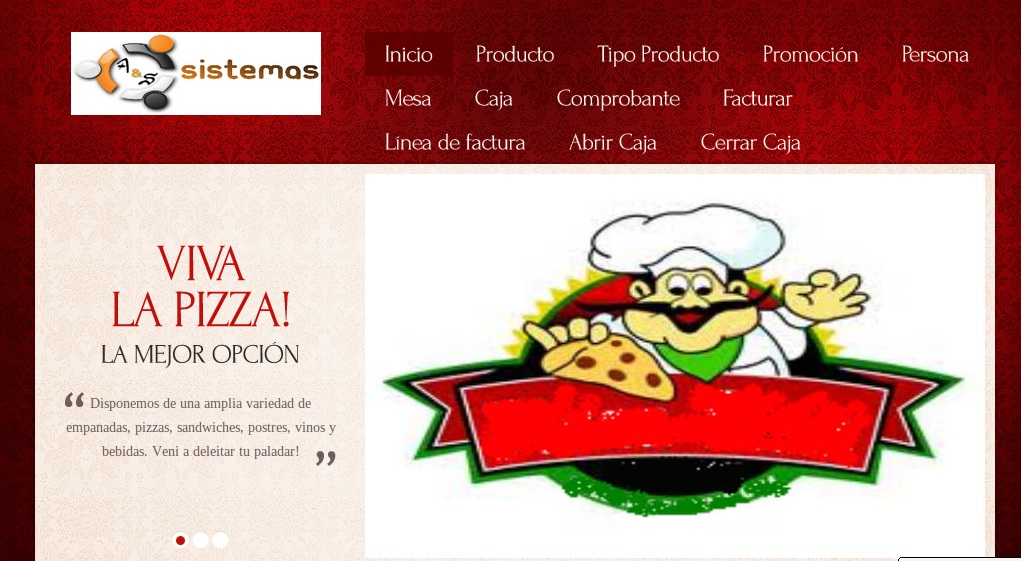 A & S sistemas
Inicio Producto Tipo Producto Promoción Persona
Mesa Caja Comprobante Facturar
Línea de factura Abrir Caja Cerrar Caja
VIVA
LA PIZZA!
LA MEJOR OPCIÓN
“ Disponemos de una amplia variedad de
empanadas, pizzas, sandwiches, postres, vinos y
bebidas. Veni a deleitar tu paladar! ”